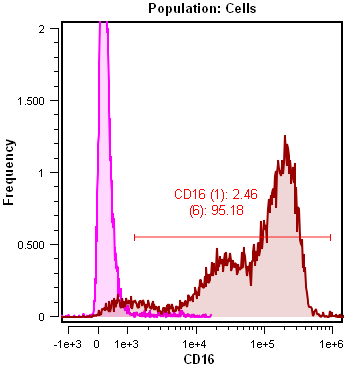 Population: Cells
2
1.500
1
0.500
0
Frequency
CD16 (1): 2.46
(6): 95.18
-1e+3 0 1e+3 1e+4 1e+5 1e+6
CD16